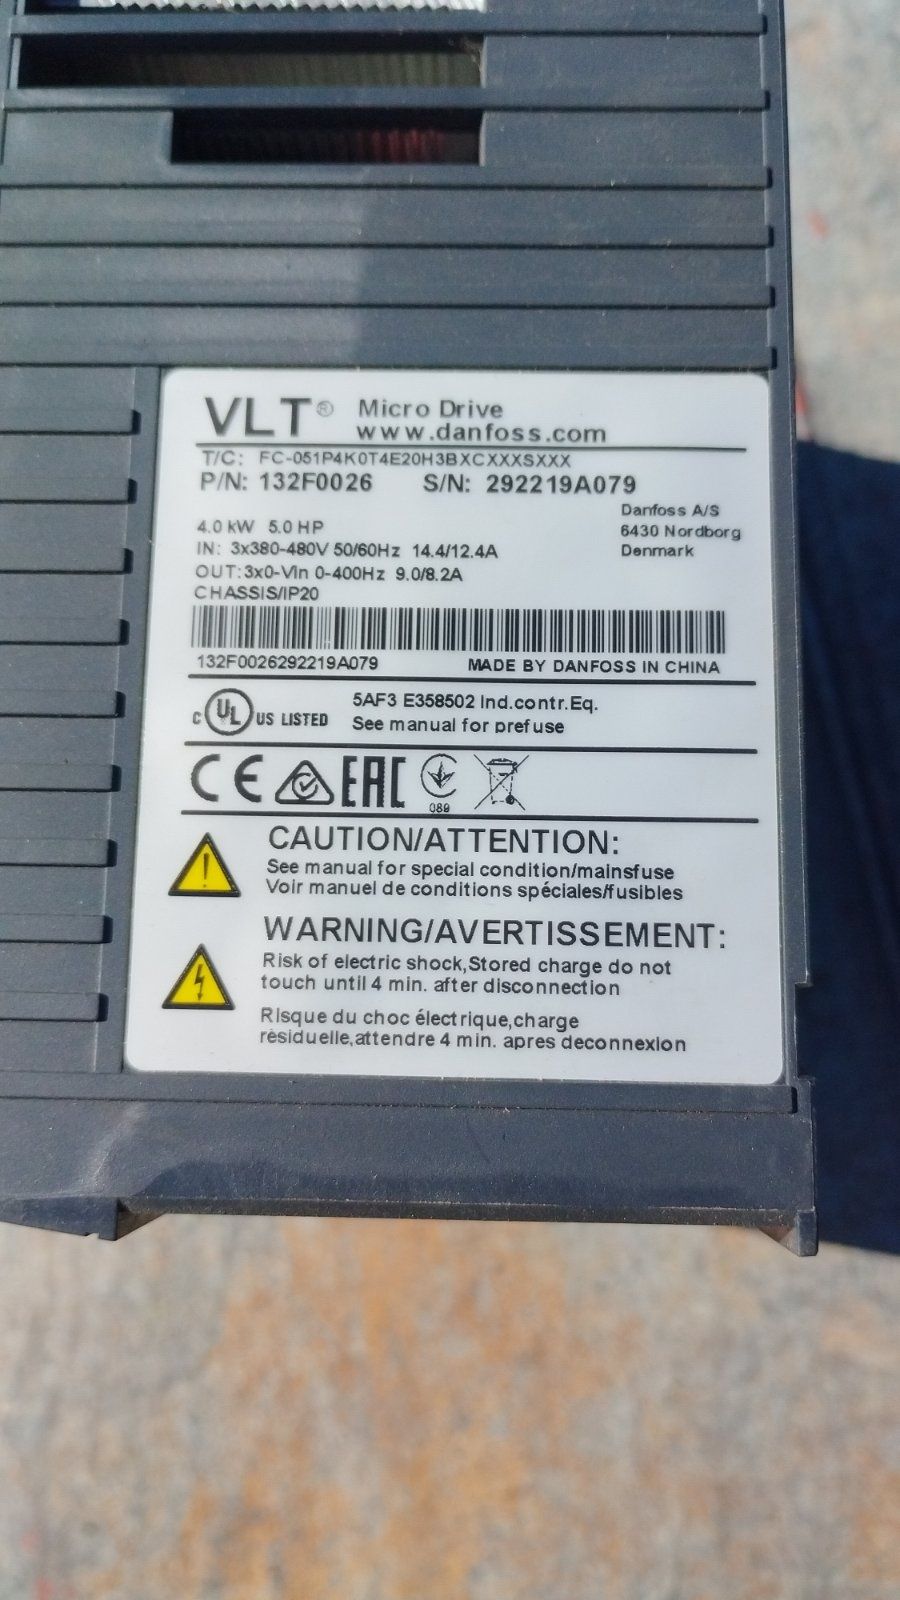 VLT® Micro Drive
www.danfoss.com
T/C: FC-051P4K0T4E20H3BXCXXXSXXX
P/N: 132F0026 S/N: 292219A079
Danfoss A/S
6430 Nordborg
Denmark
4.0 kW 5.0 HP
IN: 3x380-480V 50/60Hz 14.4/12.4A
OUT: 3x0-Vin 0-400Hz 9.0/8.2A
CHASSIS/IP20
132F0026292219A079 MADE BY DANFOSS IN CHINA
c UL US LISTED
5AF3 E358502 Ind.contr.Eq.
See manual for prefuse
CE EAC 089
CAUTION/ATTENTION:
See manual for special condition/mainsfuse
Voir manuel de conditions spéciales/fusibles
WARNING/AVERTISSEMENT:
Risk of electric shock,Stored charge do not
touch until 4 min. after disconnection
Risque du choc électrique,charge
résiduelle,attendre 4 min. apres deconnexion